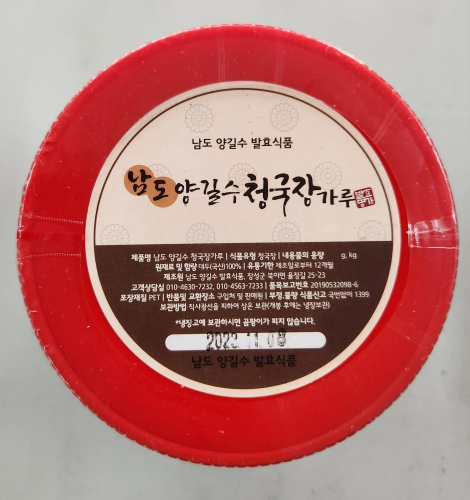 남도 양길수 발효식품
남도 양길수 청국장가루
제품명 남도 양길수 청국장가루 | 식품유형 청국장 | 내용물의 용량 g, kg
원재료 및 함량 대두(국산)100% | 유통기한 제조일로부터 12개월
제조원 남도 양길수 발효식품, 장성군 북이면 율정길 25-23
고객상담실 010-4630-7232, 010-4563-7233 | 품목보고번호 20190532098-6
포장재질 PET | 반품및 교환장소 구입처 및 판매원 | 부정.불량 식품신고 국번없이 1399
보관방법 직사광선을 피하여 상온 보관(개봉 후에는 냉장보관)
*냉장고에 보관하시면 곰팡이가 피지 않습니다.
남도 양길수 발효식품